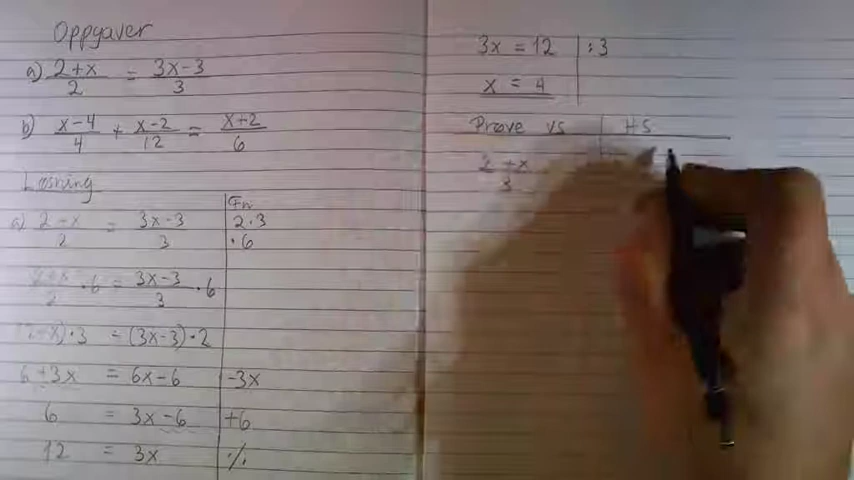 Oppgaver
a) 2+x/2 = 3x-3/3
b) x-4/4 + x-2/12 = x+2/6
Løsning
Fn
a) 2+x/2 = 3x-3/3 2·3
·6
2+x/2 ·6 = 3x-3/3 ·6
(2+x)·3 = (3x-3)·2
6+3x = 6x-6 -3x
6 = 3x-6 +6
12 = 3x ./.
3x = 12 :3
x = 4
Prøve VS HS
2+x/3